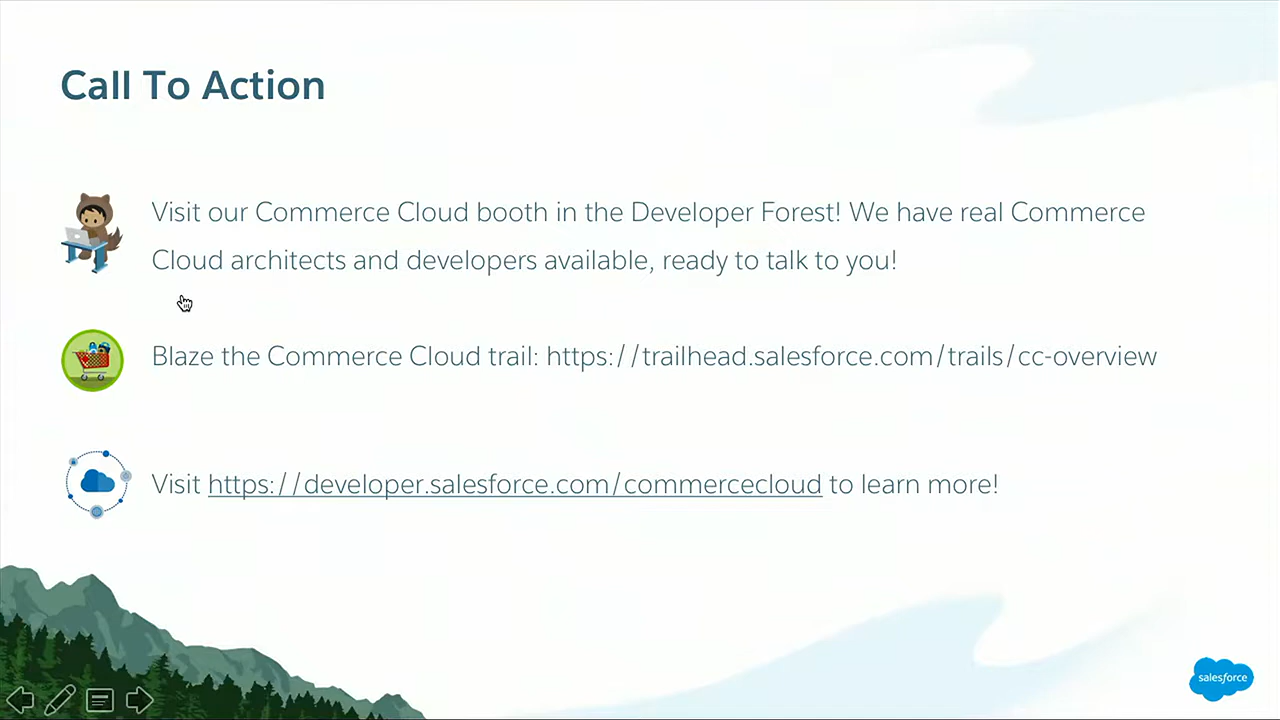 Call To Action
Visit our Commerce Cloud booth in the Developer Forest! We have real Commerce
Cloud architects and developers available, ready to talk to you!
Blaze the Commerce Cloud trail: https://trailhead.salesforce.com/trails/cc-overview
Visit https://developer.salesforce.com/commercecloud to learn more!
salesforce